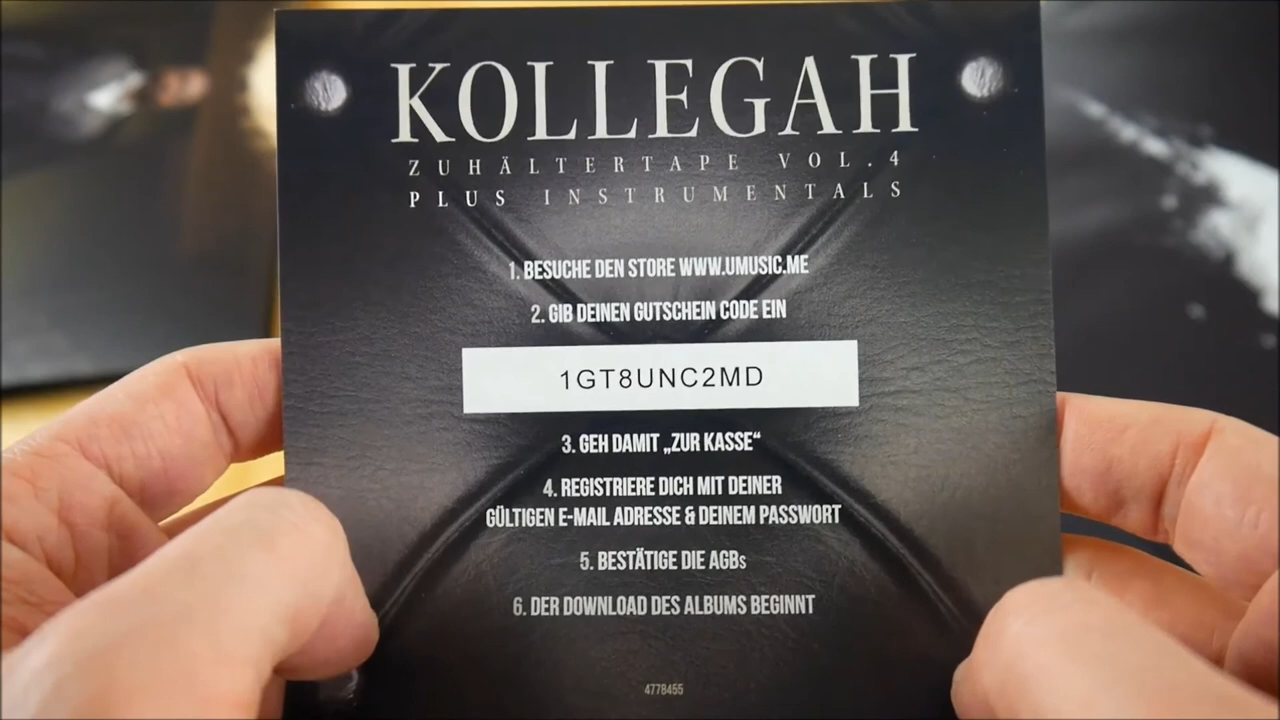 KOLLEGAH
ZUHÄLTERTAPE VOL.4
PLUS INSTRUMENTALS
1. BESUCHE DEN STORE WWW.UMUSIC.ME
2. GIB DEINEN GUTSCHEIN CODE EIN
1GT8UNC2MD
3. GEH DAMIT „ZUR KASSE“
4. REGISTRIERE DICH MIT DEINER
GÜLTIGEN E-MAIL ADRESSE & DEINEM PASSWORT
5. BESTÄTIGE DIE AGBs
6. DER DOWNLOAD DES ALBUMS BEGINNT
4778455